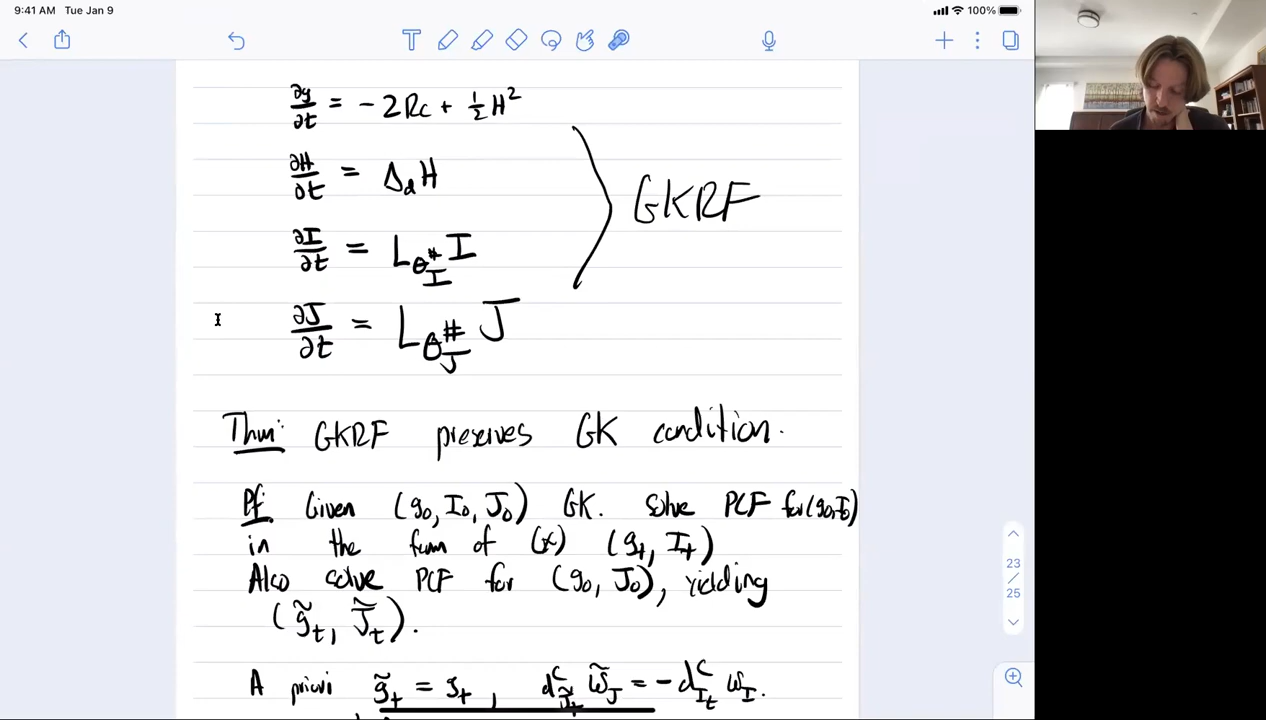 9:41 AM Tue Jan 9
100%
∂g/∂t = -2Rc + ½H²
∂H/∂t = Δ_d H
∂I/∂t = L_{θ_I^#} I
∂J/∂t = L_{θ_J^#} J
GKRF
Thm: GKRF preserves GK condition.
Pf Given (g₀, I₀, J₀) GK. Solve PCF for (g₀, I₀)
in the form of (*) (g_t, I_t)
Also solve PCF for (g₀, J₀), yielding
(g̃_t, J̃_t).
A priori g̃_t = g_t, d^c_{J̃_t} ω̃_J = -d^c_{I_t} ω_I.
23
/
25